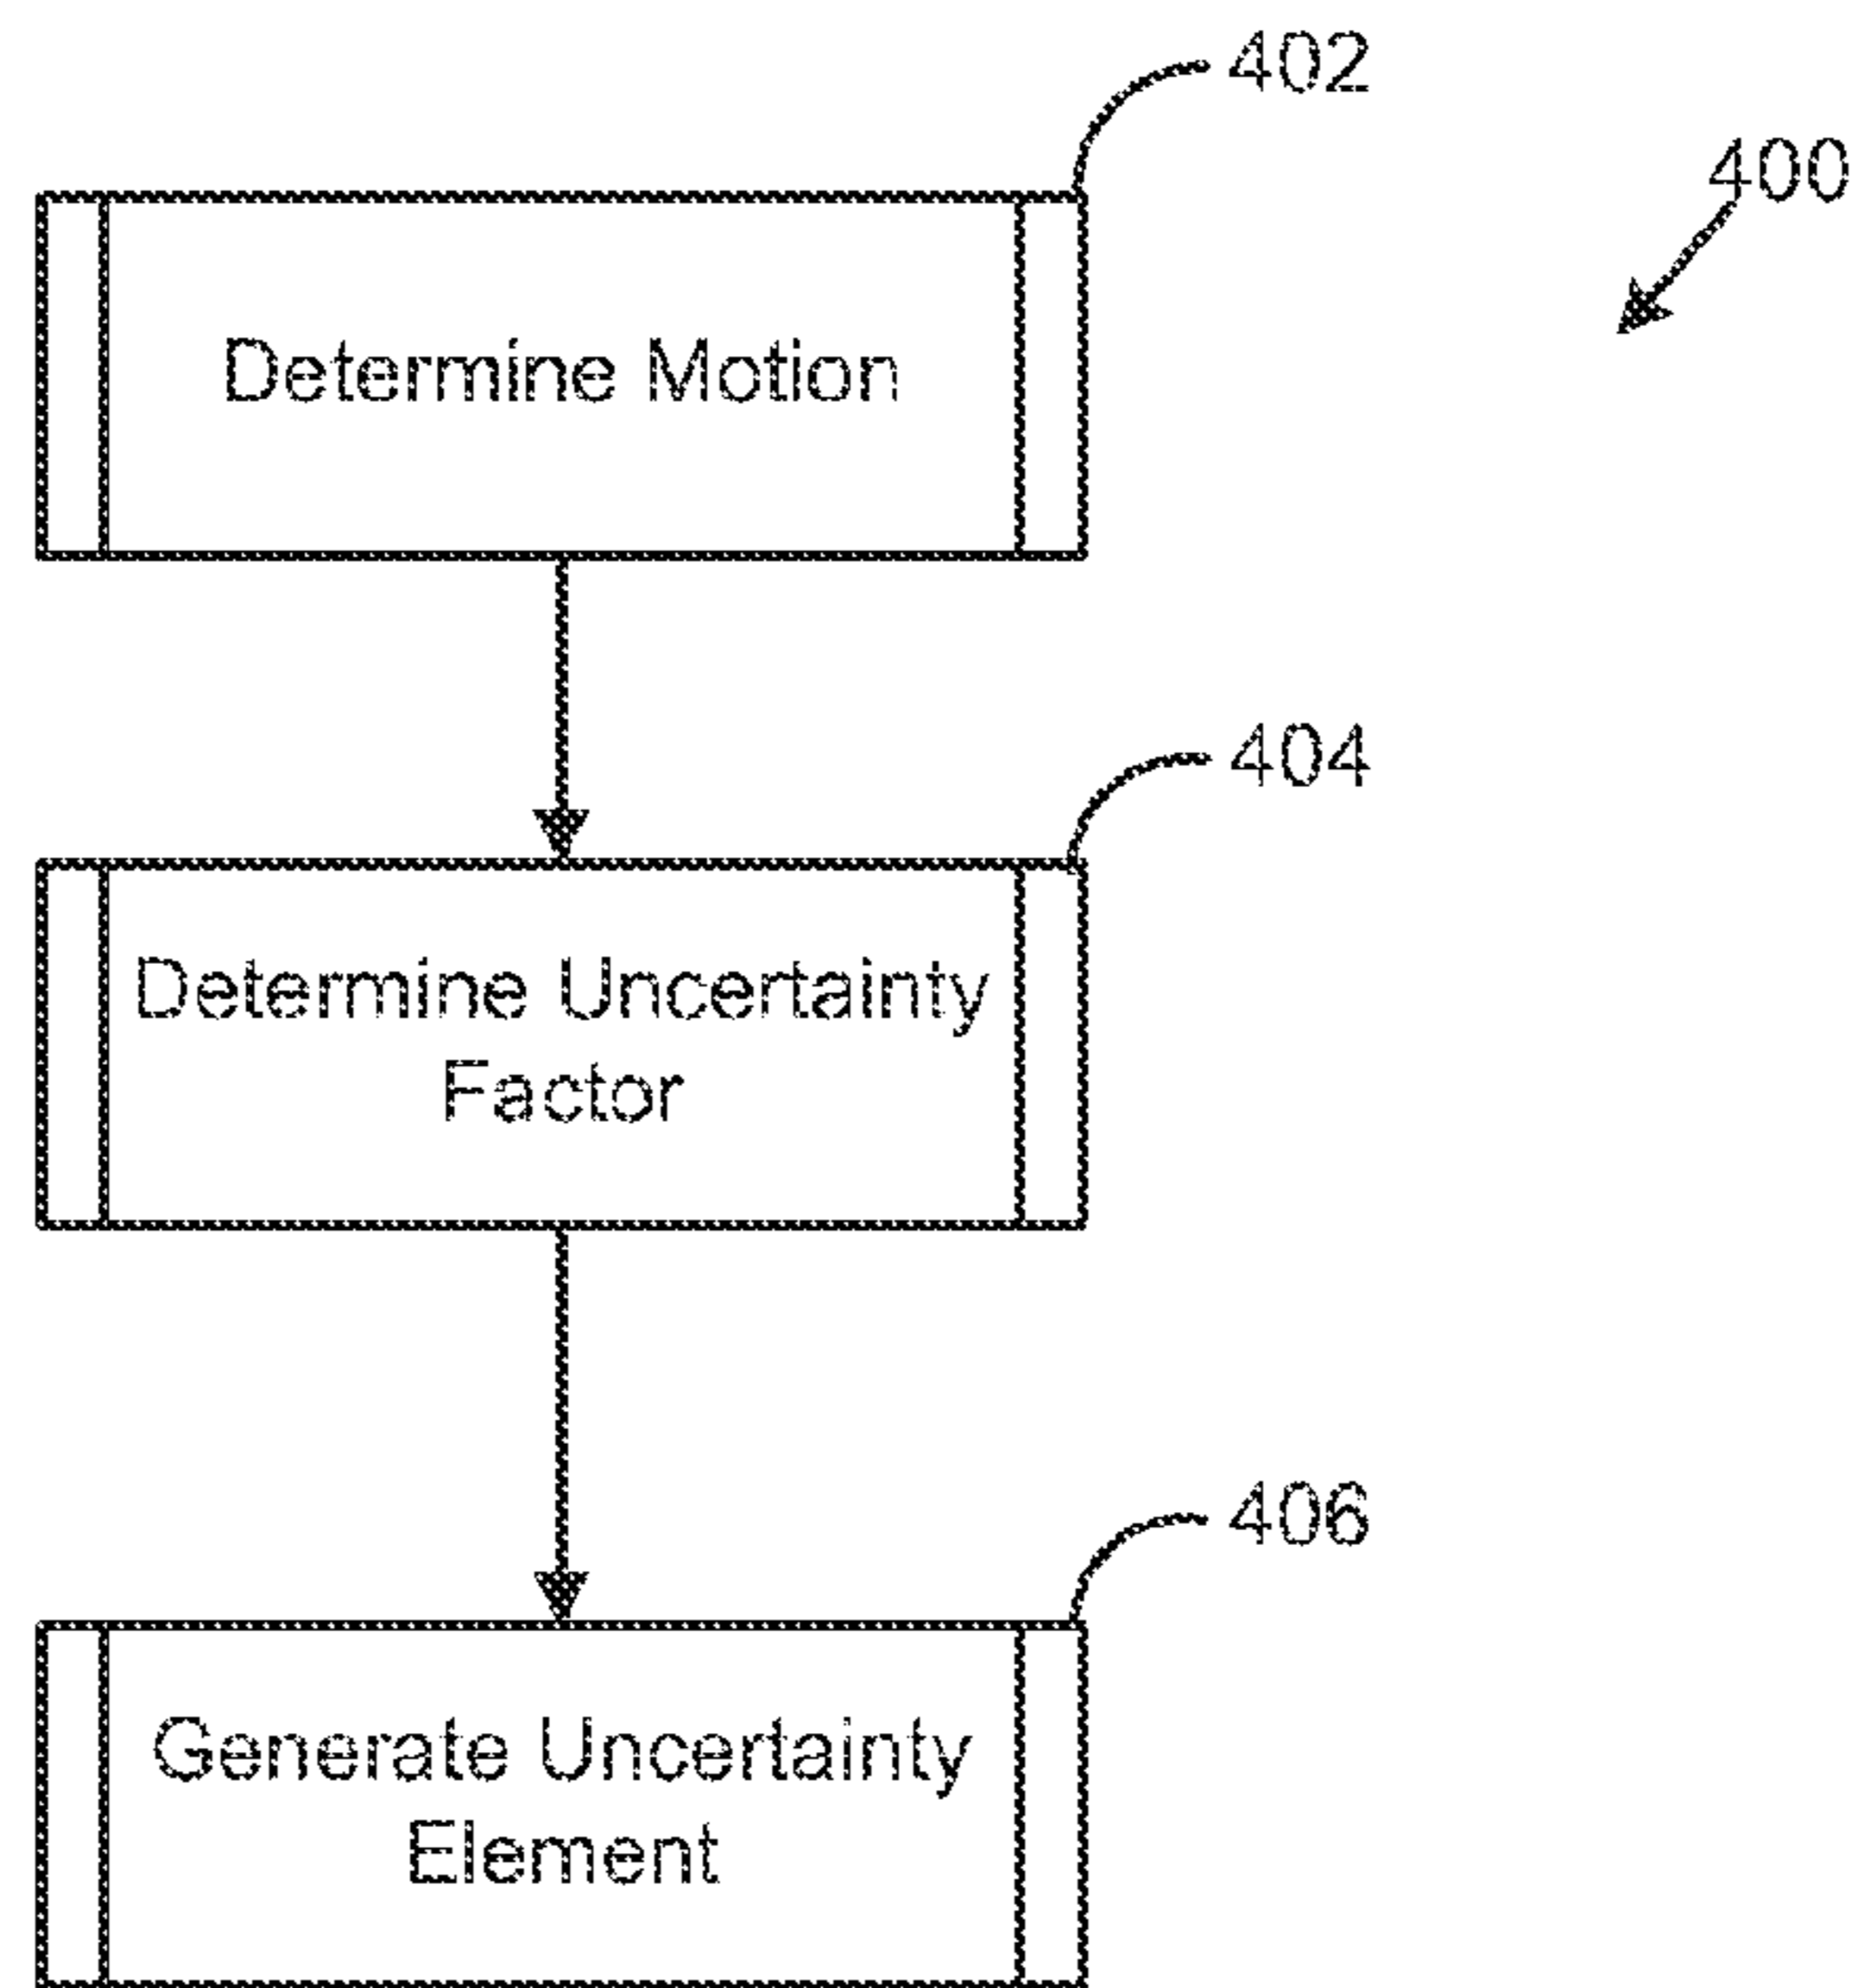 402
400
Determine Motion
404
Determine Uncertainty
Factor
406
Generate Uncertainty
Element